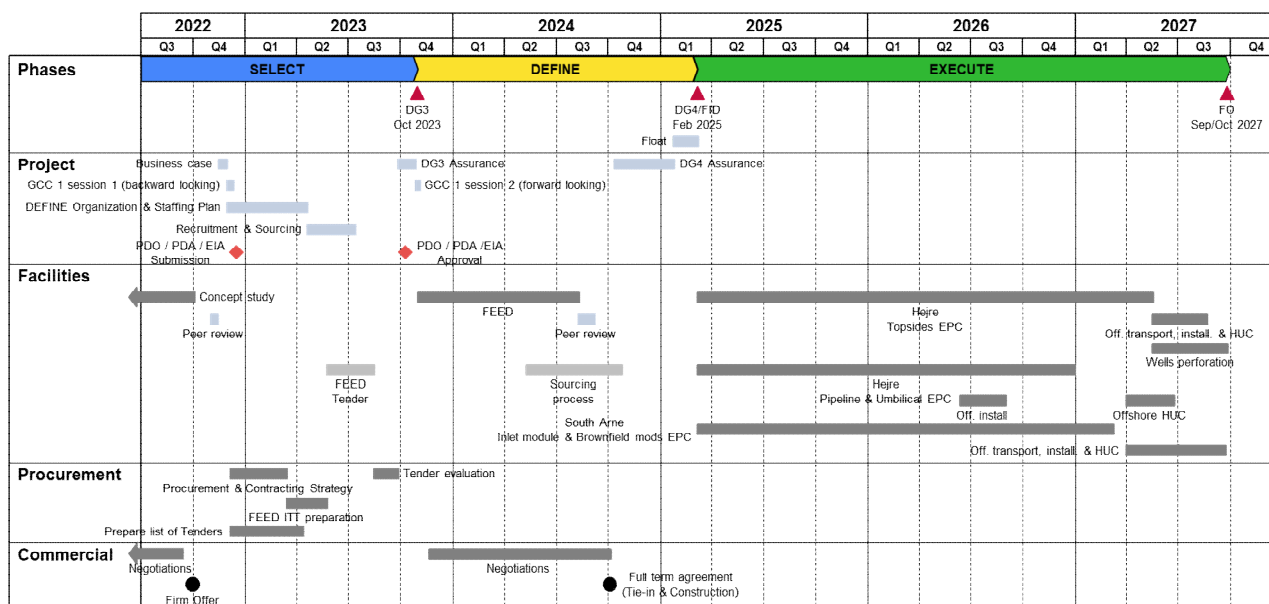 2022 2023 2024 2025 2026 2027
Q3 Q4 Q1 Q2 Q3 Q4 Q1 Q2 Q3 Q4 Q1 Q2 Q3 Q4 Q1 Q2 Q3 Q4 Q1 Q2 Q3 Q4
Phases SELECT DEFINE EXECUTE
DG3
Oct 2023
DG4/FID
Feb 2025
FO
Sep/Oct 2027
Float
Project
Business case
DG3 Assurance
DG4 Assurance
GCC 1 session 1 (backward looking)
GCC 1 session 2 (forward looking)
DEFINE Organization & Staffing Plan
Recruitment & Sourcing
PDO / PDA / EIA
Submission
PDO / PDA /EIA
Approval
Facilities
Concept study
FEED
Hejre
Topsides EPC
Peer review
Peer review
Off. transport, install. & HUC
Wells perforation
FEED
Tender
Sourcing
process
Hejre
Pipeline & Umbilical EPC
Off. install
Offshore HUC
South Arne
Inlet module & Brownfield mods EPC
Off. transport, install. & HUC
Procurement
Tender evaluation
Procurement & Contracting Strategy
FEED ITT preparation
Prepare list of Tenders
Commercial
Negotiations
Negotiations
Firm Offer
Full term agreement
(Tie-in & Construction)